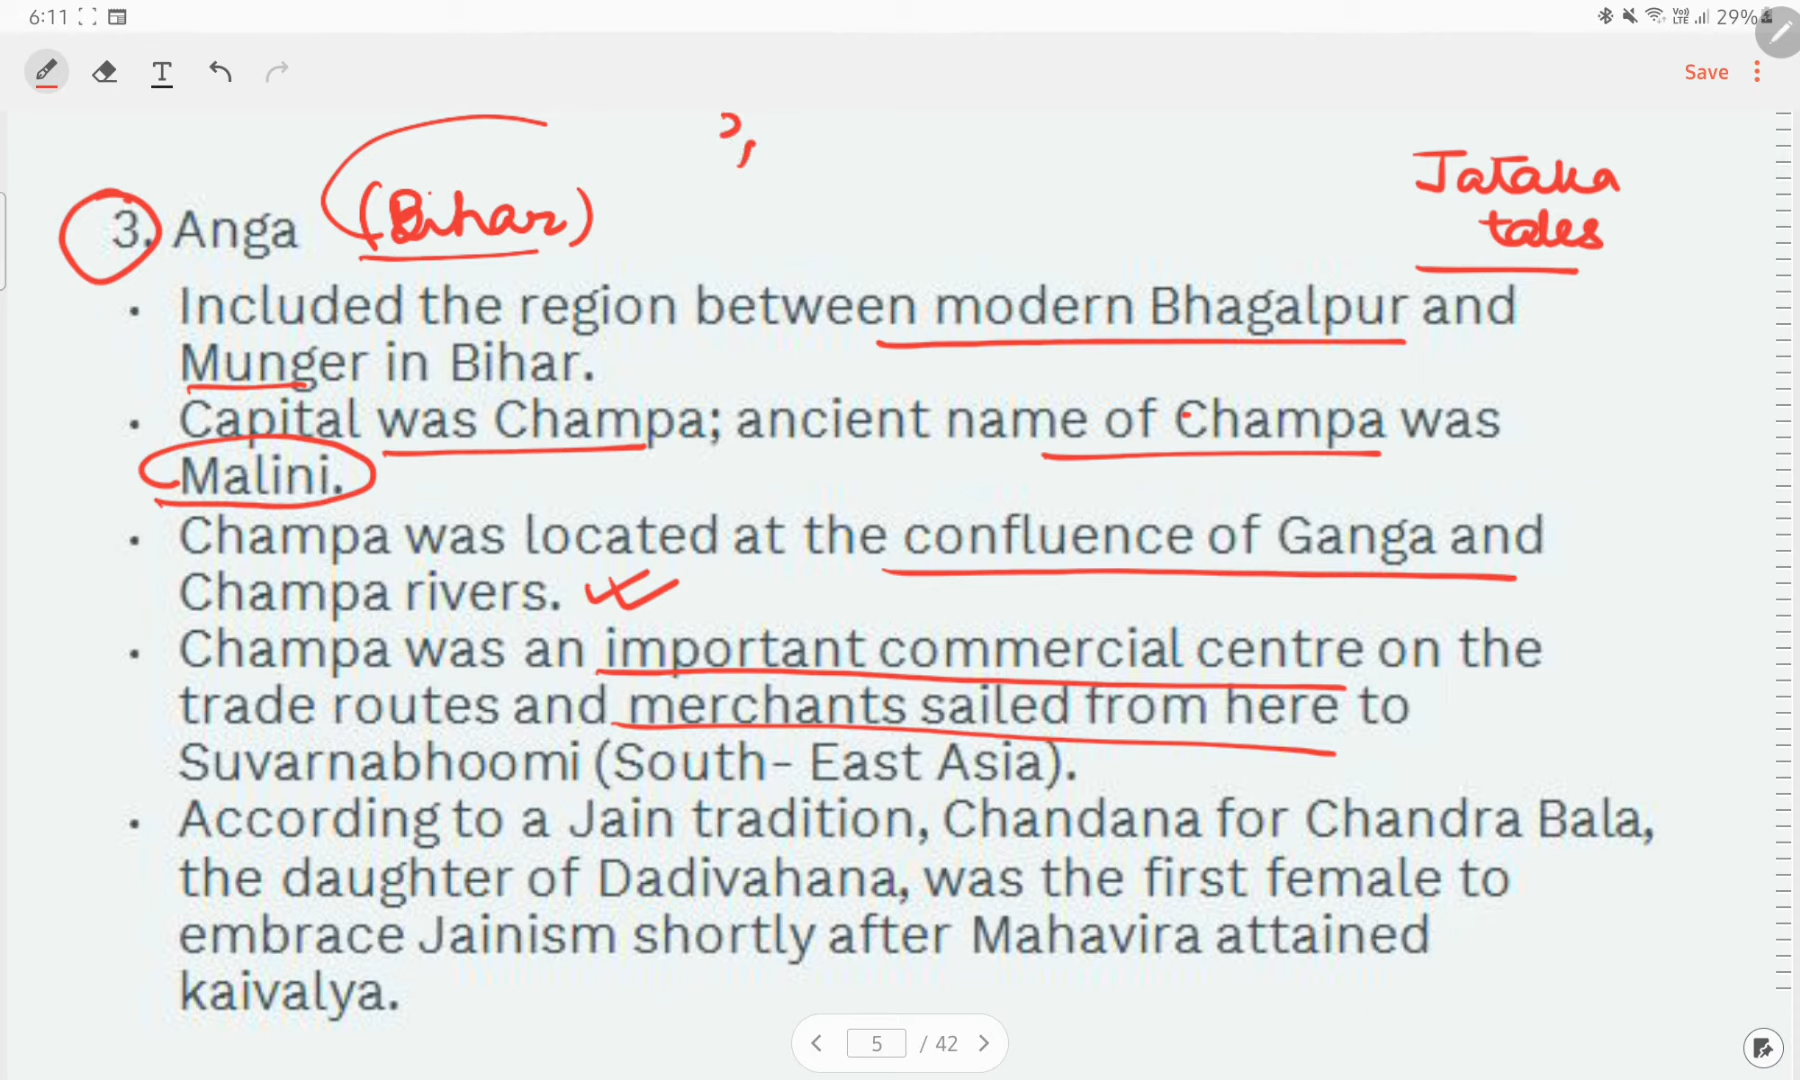 6:11
29%
Save
Jataka
tales
3. Anga (Bihar)
• Included the region between modern Bhagalpur and
Munger in Bihar.
• Capital was Champa; ancient name of Champa was
Malini.
• Champa was located at the confluence of Ganga and
Champa rivers.
• Champa was an important commercial centre on the
trade routes and merchants sailed from here to
Suvarnabhoomi (South- East Asia).
• According to a Jain tradition, Chandana for Chandra Bala,
the daughter of Dadivahana, was the first female to
embrace Jainism shortly after Mahavira attained
kaivalya.
5 / 42